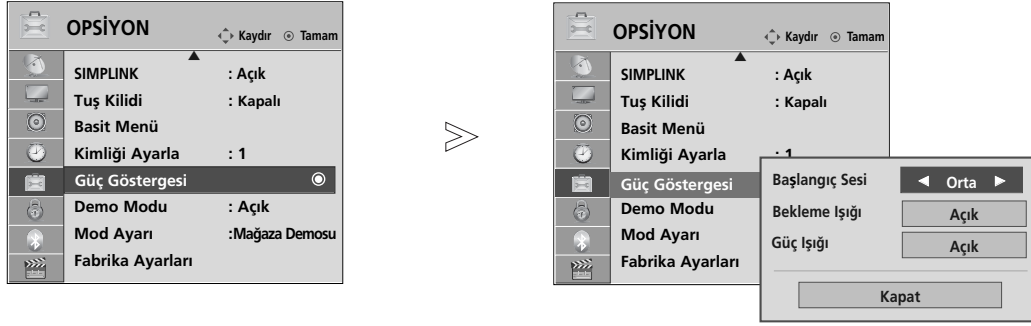 OPSİYON
Kaydır Tamam
SIMPLINK : Açık
Tuş Kilidi : Kapalı
Basit Menü
Kimliği Ayarla : 1
Güç Göstergesi
Demo Modu : Açık
Mod Ayarı :Mağaza Demosu
Fabrika Ayarları
OPSİYON
Kaydır Tamam
SIMPLINK : Açık
Tuş Kilidi : Kapalı
Basit Menü
Kimliği Ayarla : 1
Güç Göstergesi
Demo Modu
Mod Ayarı
Fabrika Ayarları
Başlangıç Sesi Orta
Bekleme Işığı Açık
Güç Işığı Açık
Kapat